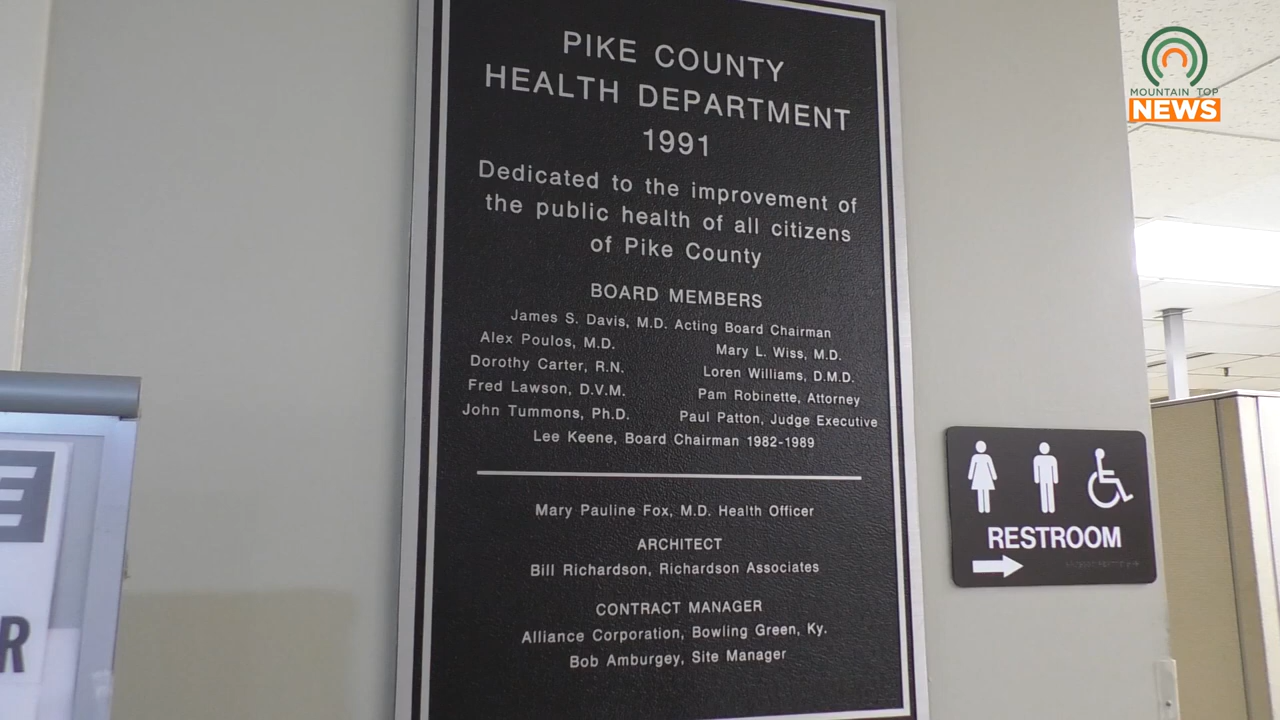 PIKE COUNTY
HEALTH DEPARTMENT
1991
Dedicated to the improvement of
the public health of all citizens
of Pike County
BOARD MEMBERS
James S. Davis, M.D. Acting Board Chairman
Alex Poulos, M.D. Mary L. Wiss, M.D.
Dorothy Carter, R.N. Loren Williams, D.M.D.
Fred Lawson, D.V.M. Pam Robinette, Attorney
John Tummons, Ph.D. Paul Patton, Judge Executive
Lee Keene, Board Chairman 1982-1989
Mary Pauline Fox, M.D. Health Officer
ARCHITECT
Bill Richardson, Richardson Associates
CONTRACT MANAGER
Alliance Corporation, Bowling Green, Ky.
Bob Amburgey, Site Manager
RESTROOM
MOUNTAIN TOP
NEWS
E
R